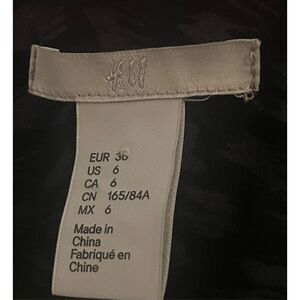 H&M
EUR 36
US 6
CA 6
CN 165/84A
MX 6
Made in
China
Fabriqué en
Chine